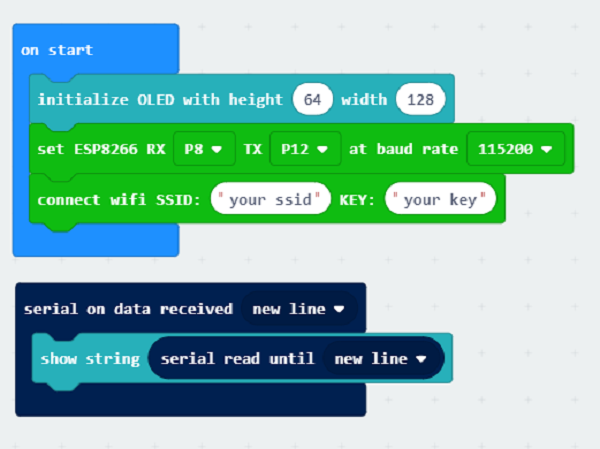 on start
initialize OLED with height 64 width 128
set ESP8266 RX P8 TX P12 at baud rate 115200
connect wifi SSID: "your ssid" KEY: "your key"
serial on data received new line
show string serial read until new line